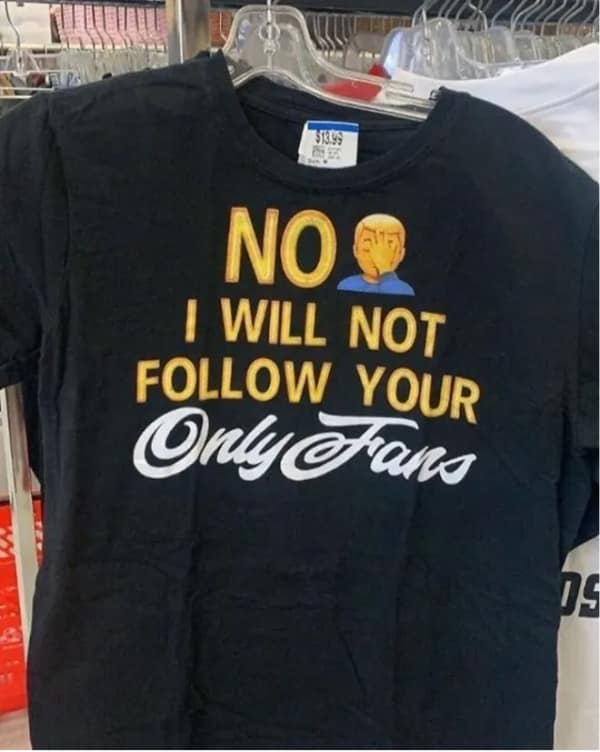 $13.99
NO
I WILL NOT
FOLLOW YOUR
OnlyFans